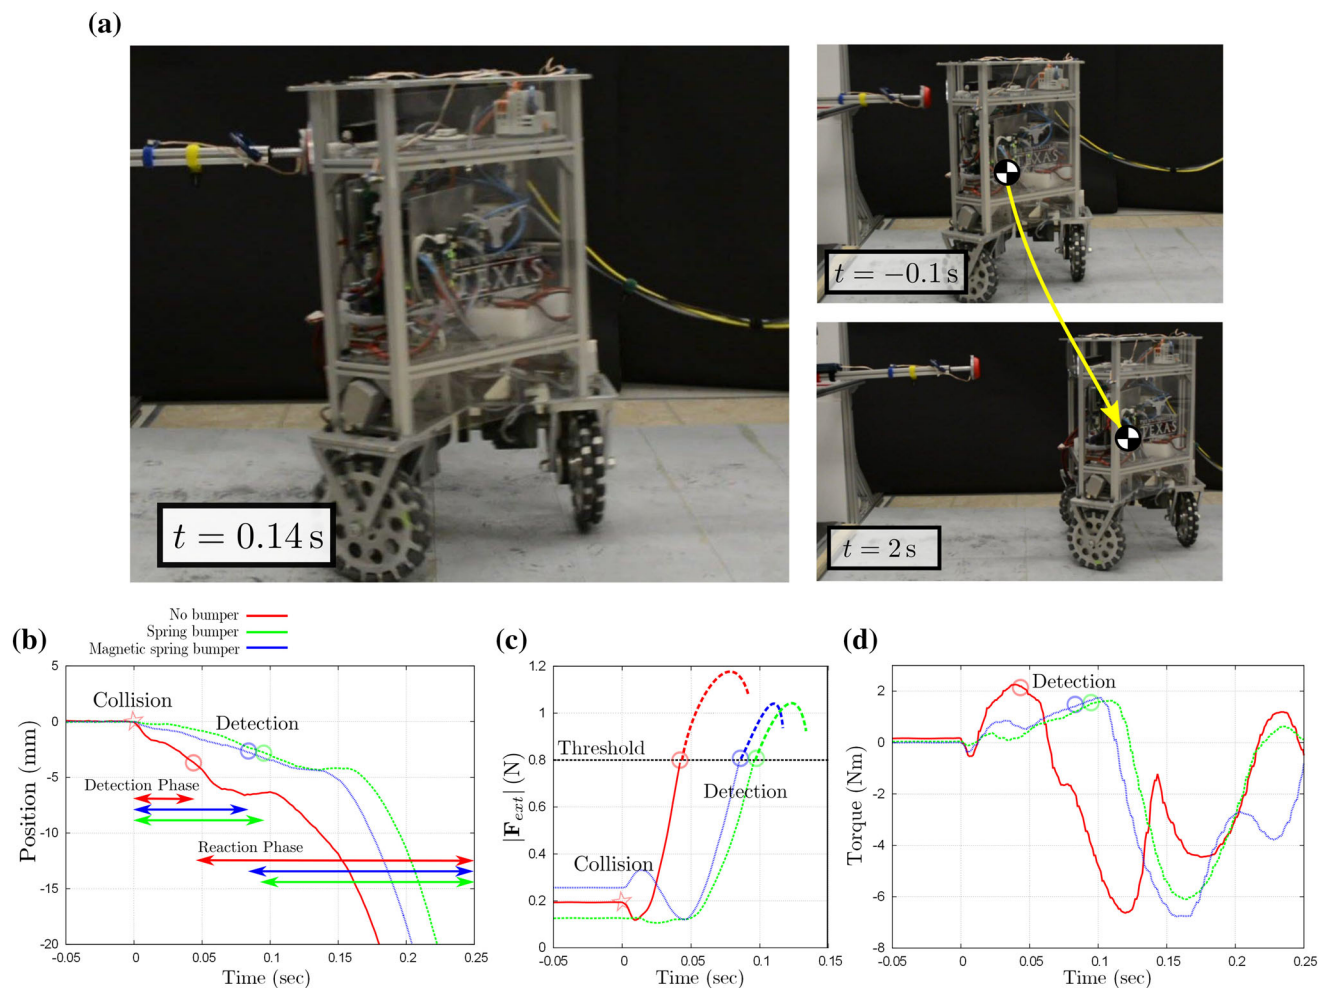 (a)
TEXAS
t = 0.14 s
TEXAS
t = −0.1 s
TEXAS
t = 2 s
No bumper
Spring bumper
Magnetic spring bumper
(b)
5
0
-5
-10
-15
-20
Position (mm)
Collision
Detection
Detection Phase
Reaction Phase
-0.05
0
0.05
0.1
0.15
0.2
0.25
Time (sec)
(c)
1.2
1
0.8
0.6
0.4
0.2
0
|F_ext| (N)
Threshold
Detection
Collision
-0.05
0
0.05
0.1
0.15
Time (sec)
(d)
2
0
-2
-4
-6
-8
Torque (Nm)
Detection
-0.05
0
0.05
0.1
0.15
0.2
0.25
Time (sec)